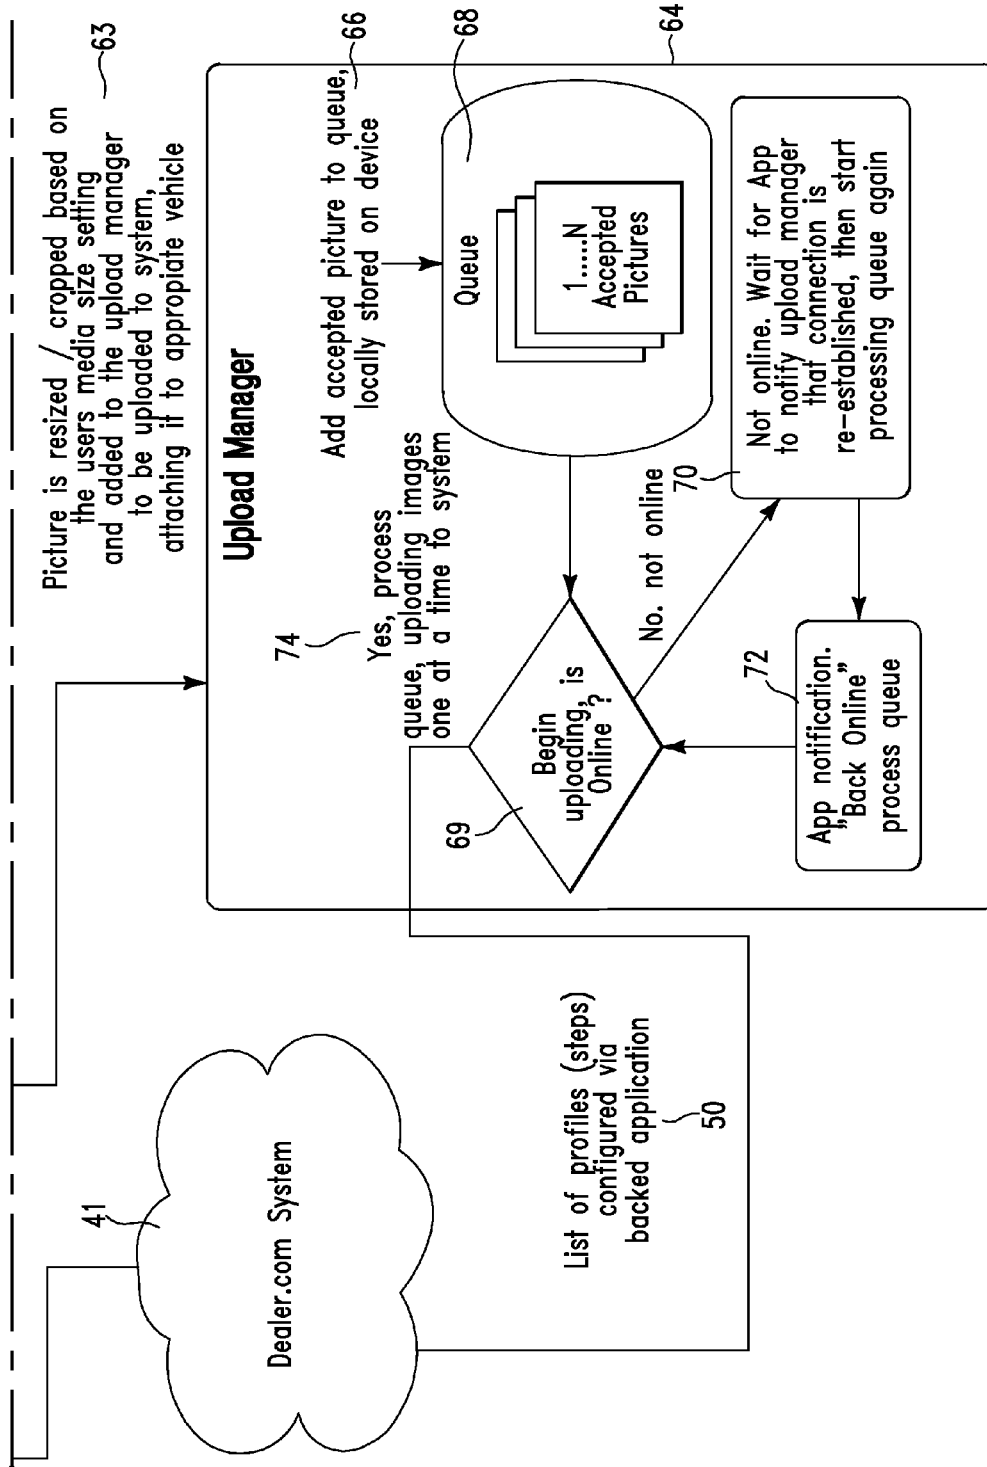 Picture is resized / cropped based on
the users media size setting
and added to the upload manager
to be uploaded to system,
attaching it to appropiate vehicle
63
Upload Manager
64
Add accepted picture to queue,
locally stored on device
66
Queue
68
1.....N
Accepted
Pictures
74
Yes, process
queue, uploading images
one at a time to system
69
Begin
uploading, is
Online ?
No. not online
70
Not online. Wait for App
to notify upload manager
that connection is
re-established, then start
processing queue again
72
App notification.
"Back Online"
process queue
41
Dealer.com System
List of profiles (steps)
configured via
backed application
50